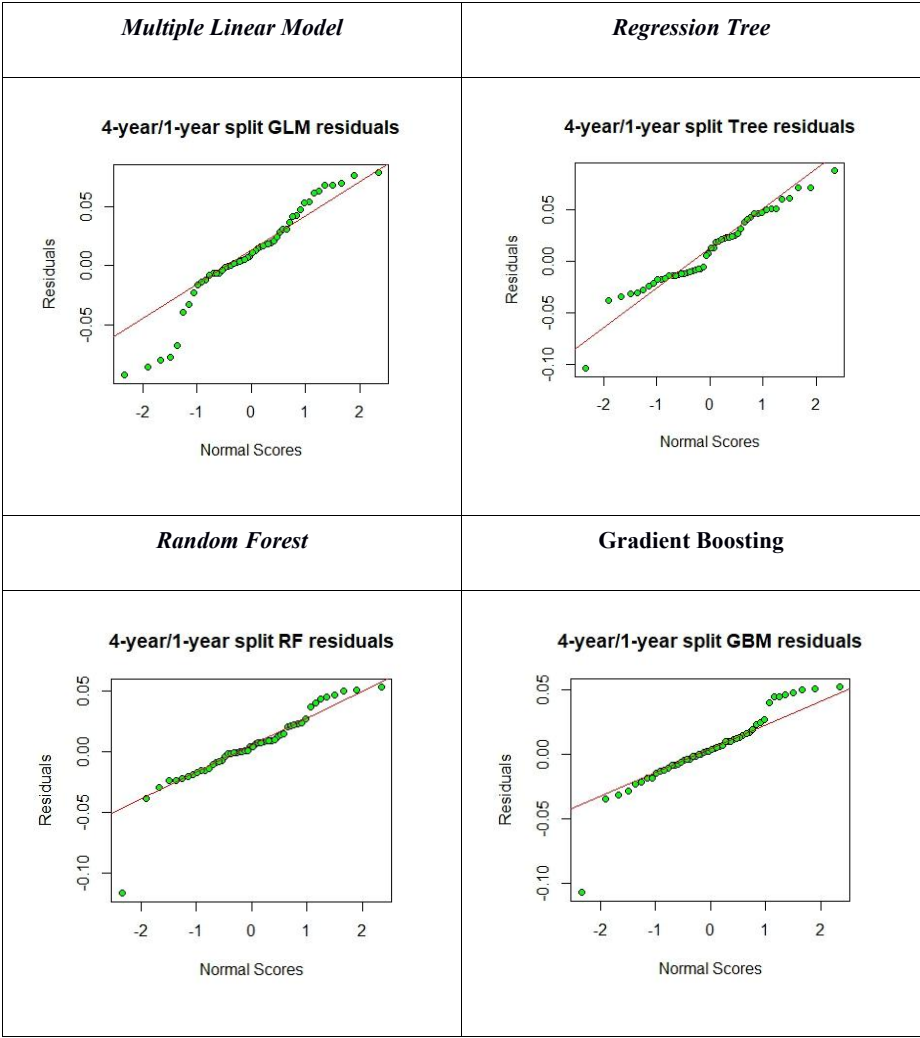 Multiple Linear Model
Regression Tree
4-year/1-year split GLM residuals
Residuals
0.05
0.00
-0.05
-2 -1 0 1 2
Normal Scores
4-year/1-year split Tree residuals
Residuals
0.05
0.00
-0.05
-0.10
-2 -1 0 1 2
Normal Scores
Random Forest
Gradient Boosting
4-year/1-year split RF residuals
Residuals
0.05
0.00
-0.05
-0.10
-2 -1 0 1 2
Normal Scores
4-year/1-year split GBM residuals
Residuals
0.05
0.00
-0.05
-0.10
-2 -1 0 1 2
Normal Scores